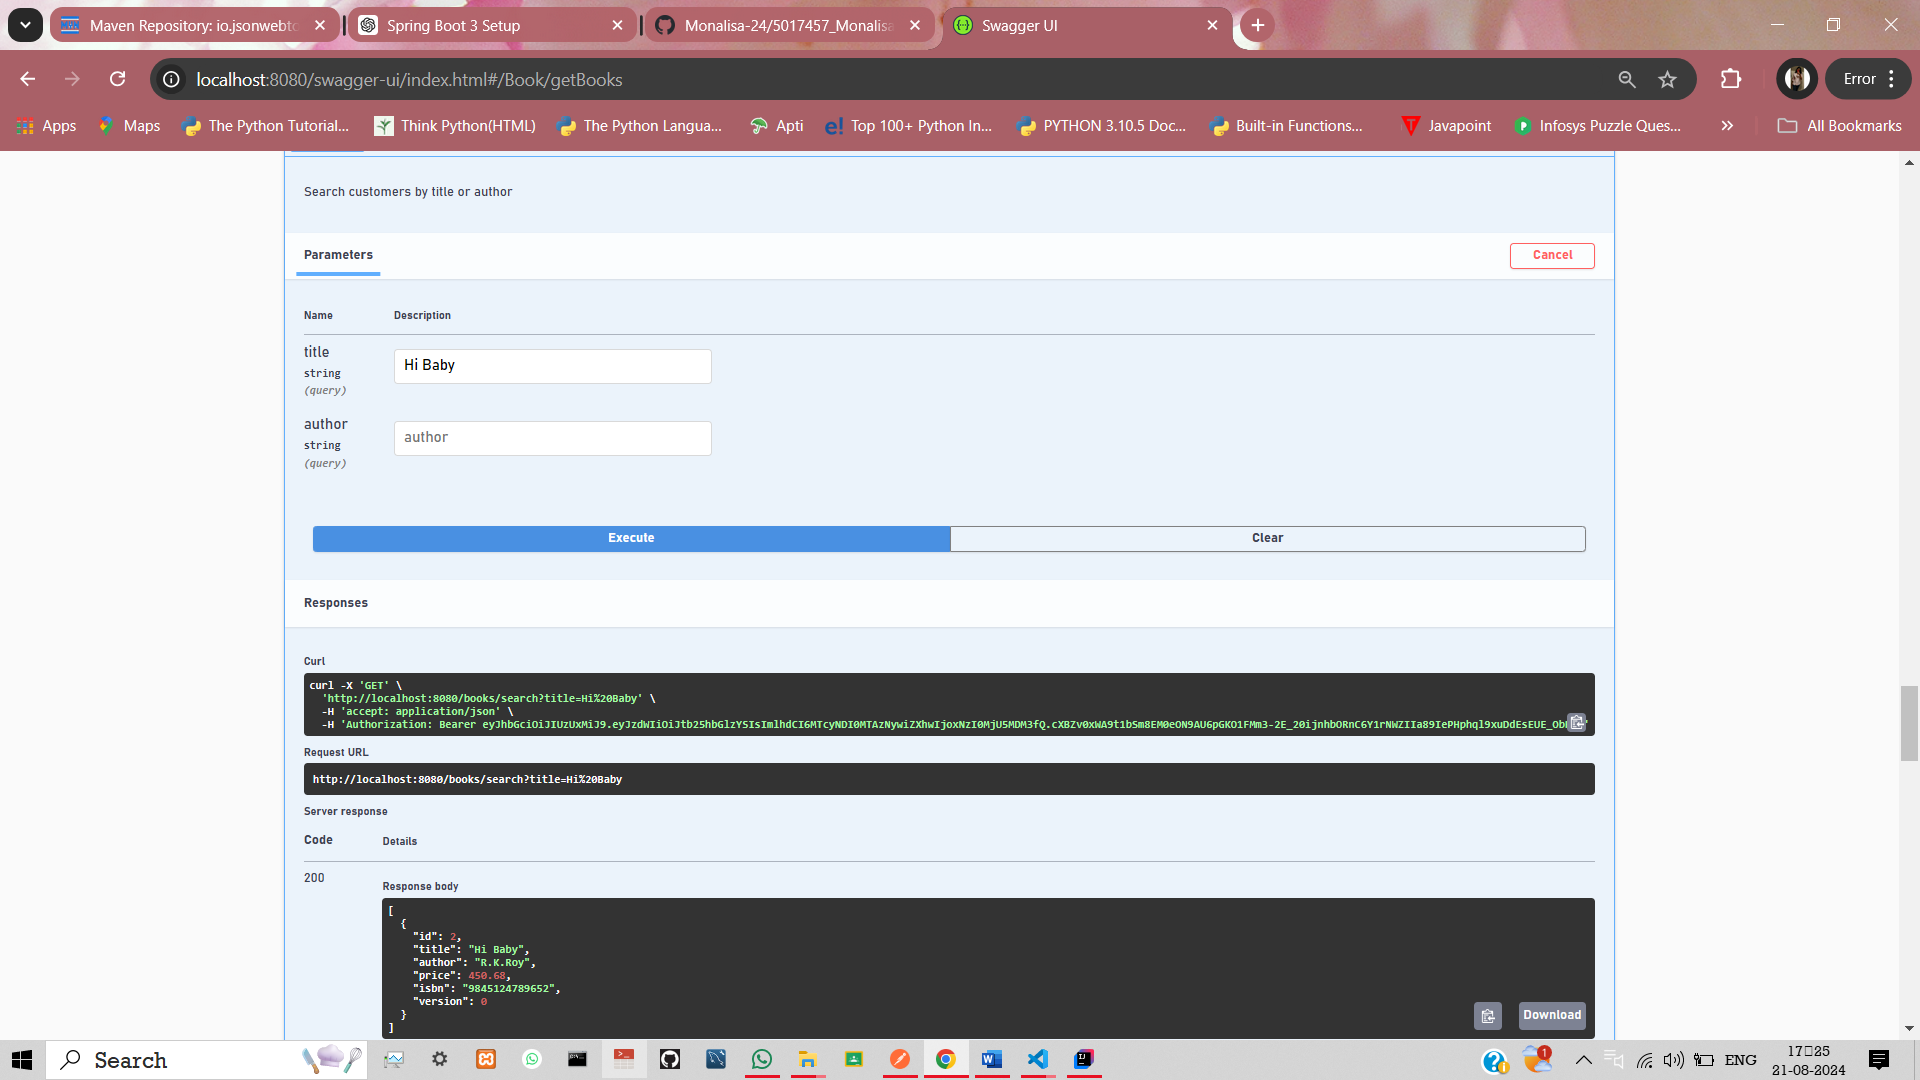 Maven Repository: io.jsonwebto
Spring Boot 3 Setup
Monalisa-24/5017457_Monalisa
Swagger UI
localhost:8080/swagger-ui/index.html#/Book/getBooks
Error
Apps
Maps
The Python Tutorial...
Think Python(HTML)
The Python Langua...
Apti
Top 100+ Python In...
PYTHON 3.10.5 Doc...
Built-in Functions...
Javapoint
Infosys Puzzle Ques...
All Bookmarks
Search customers by title or author
Parameters
Cancel
Name Description
title
string
(query)
Hi Baby
author
string
(query)
author
Execute
Clear
Responses
Curl
curl -X 'GET' \
'http://localhost:8080/books/search?title=Hi%20Baby' \
-H 'accept: application/json' \
-H 'Authorization: Bearer
Request URL
http://localhost:8080/books/search?title=Hi%20Baby
Server response
Code Details
200
Response body
[
{
"id": 2,
"title": "Hi Baby",
"author": "R.K.Roy",
"price": 450.68,
"isbn": "9845124789652",
"version": 0
}
]
Download
Search
1
ENG
17:25
21-08-2024